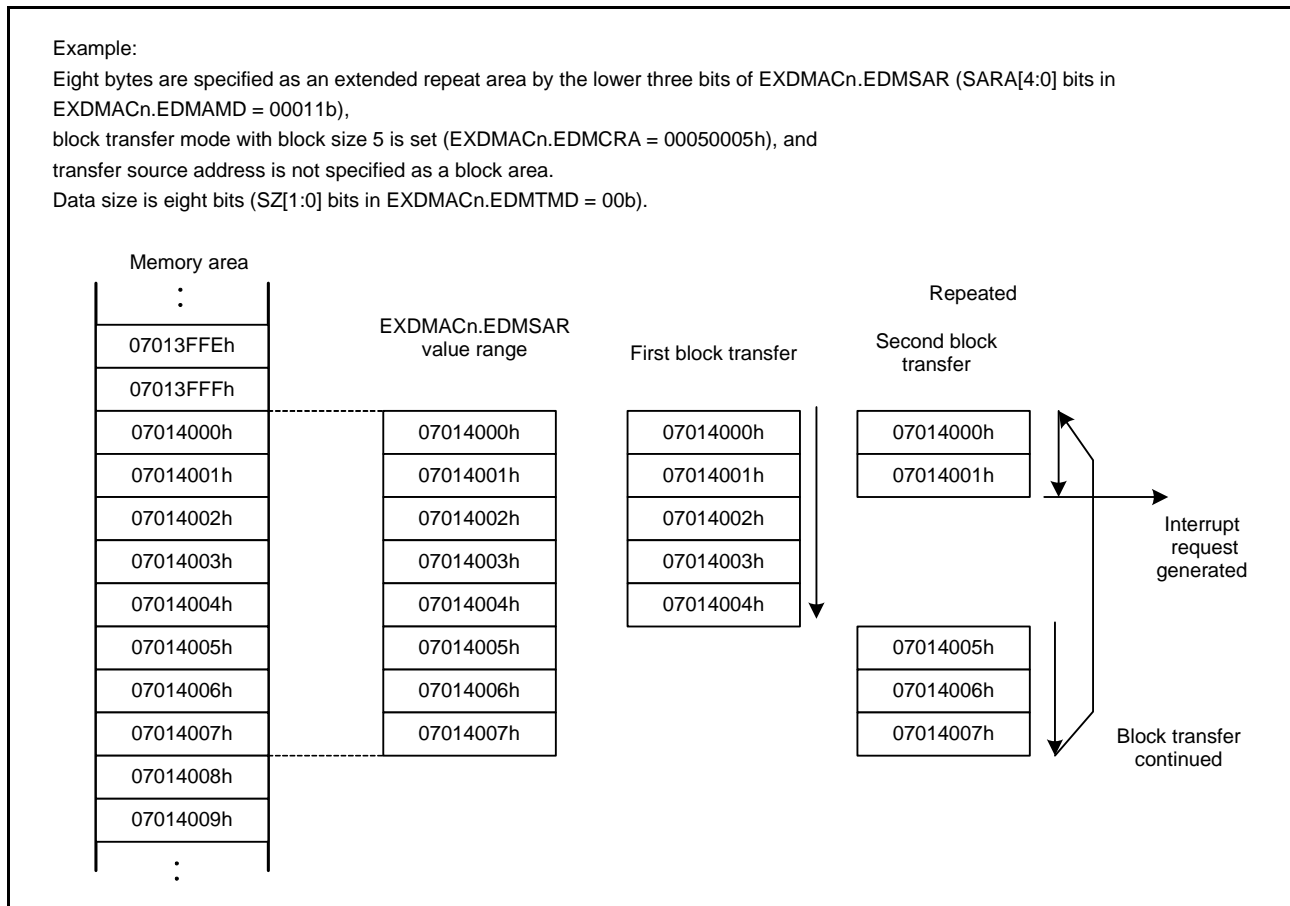 Example:
Eight bytes are specified as an extended repeat area by the lower three bits of EXDMACn.EDMSAR (SARA[4:0] bits in
EXDMACn.EDMAMD = 00011b),
block transfer mode with block size 5 is set (EXDMACn.EDMCRA = 00050005h), and
transfer source address is not specified as a block area.
Data size is eight bits (SZ[1:0] bits in EXDMACn.EDMTMD = 00b).
Memory area
:
07013FFEh
07013FFFh
07014000h
07014001h
07014002h
07014003h
07014004h
07014005h
07014006h
07014007h
07014008h
07014009h
:
EXDMACn.EDMSAR
value range
07014000h
07014001h
07014002h
07014003h
07014004h
07014005h
07014006h
07014007h
First block transfer
07014000h
07014001h
07014002h
07014003h
07014004h
Repeated
Second block
transfer
07014000h
07014001h
07014005h
07014006h
07014007h
Interrupt
request
generated
Block transfer
continued